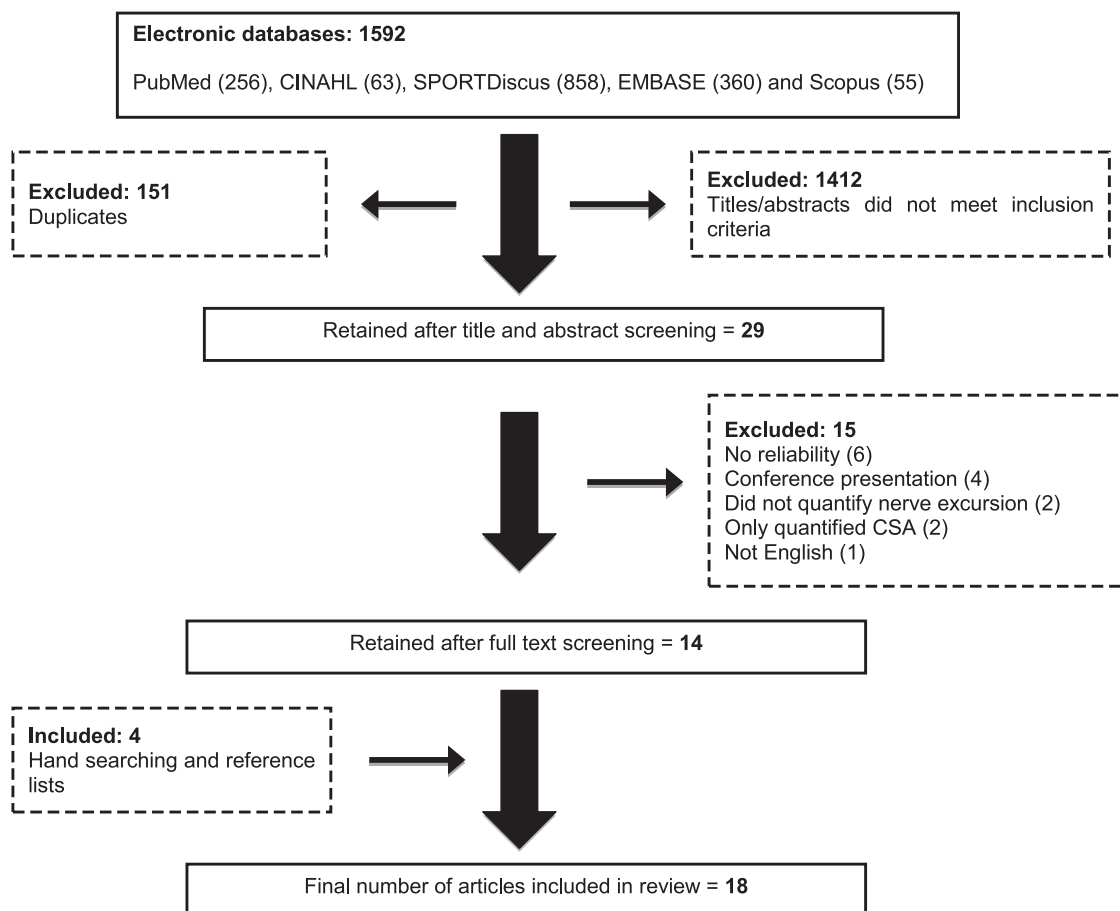 Electronic databases: 1592
PubMed (256), CINAHL (63), SPORTDiscus (858), EMBASE (360) and Scopus (55)
Excluded: 151
Duplicates
Excluded: 1412
Titles/abstracts did not meet inclusion
criteria
Retained after title and abstract screening = 29
Excluded: 15
No reliability (6)
Conference presentation (4)
Did not quantify nerve excursion (2)
Only quantified CSA (2)
Not English (1)
Retained after full text screening = 14
Included: 4
Hand searching and reference
lists
Final number of articles included in review = 18